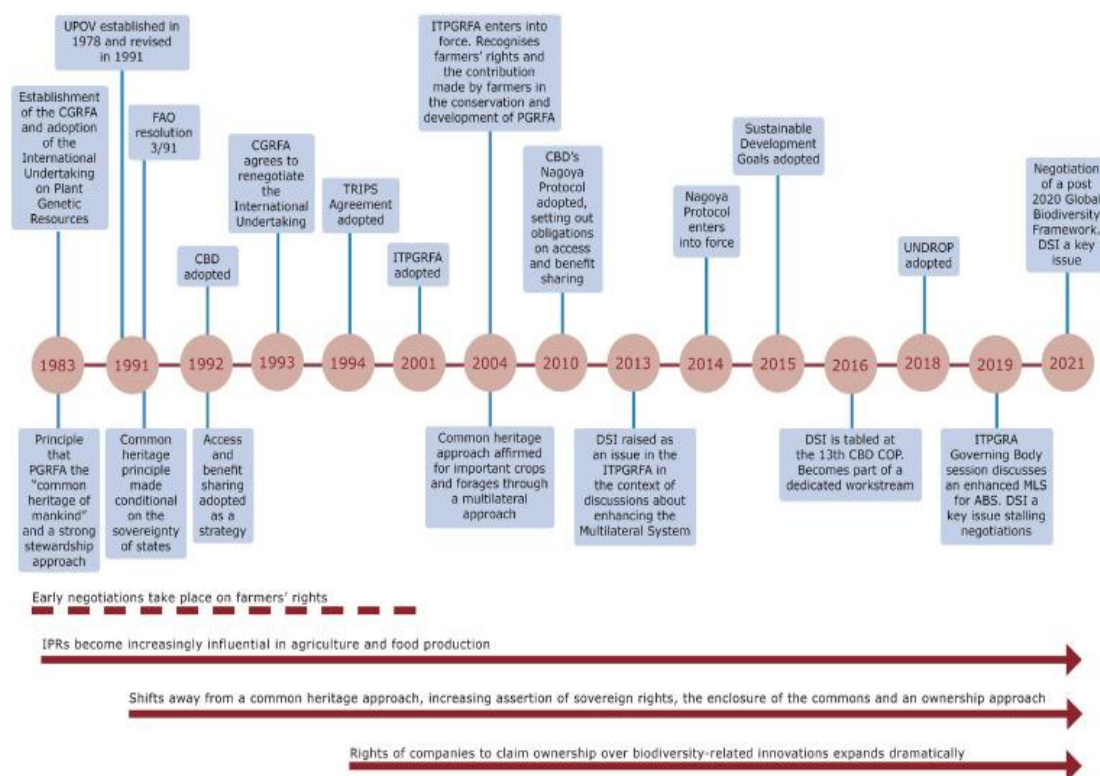 UPOV established in
1978 and revised
in 1991
Establishment
of the CGRFA
and adoption
of the
International
Undertaking
on Plant
Genetic
Resources
FAO
resolution
3/91
CBD
adopted
CGRFA
agrees to
renegotiate
the
International
Undertaking
TRIPS
Agreement
adopted
ITPGRFA
adopted
ITPGRFA enters into
force. Recognises
farmers' rights and
the contribution
made by farmers in
the conservation and
development of PGRFA
CBD's
Nagoya
Protocol
adopted,
setting out
obligations
on access
and benefit
sharing
Nagoya
Protocol
enters
into force
Sustainable
Development
Goals adopted
UNDROP
adopted
Negotiation
of a post
2020 Global
Biodiversity
Framework.
DSI a key
issue
1983
1991
1992
1993
1994
2001
2004
2010
2013
2014
2015
2016
2018
2019
2021
Principle
that
PGRFA the
"common
heritage of
mankind"
and a strong
stewardship
approach
Common
heritage
principle
made
conditional
on the
sovereignty
of states
Access
and
benefit
sharing
adopted
as a
strategy
Common heritage
approach affirmed
for important crops
and forages through
a multilateral
approach
DSI raised as
an issue in the
ITPGRFA in
the context of
discussions about
enhancing the
Multilateral System
DSI is tabled at
the 13th CBD COP.
Becomes part of a
dedicated workstream
ITPGRA
Governing Body
session discusses
an enhanced MLS
for ABS. DSI a
key issue stalling
negotiations
Early negotiations take place on farmers' rights
IPRs become increasingly influential in agriculture and food production
Shifts away from a common heritage approach, increasing assertion of sovereign rights, the enclosure of the commons and an ownership approach
Rights of companies to claim ownership over biodiversity-related innovations expands dramatically